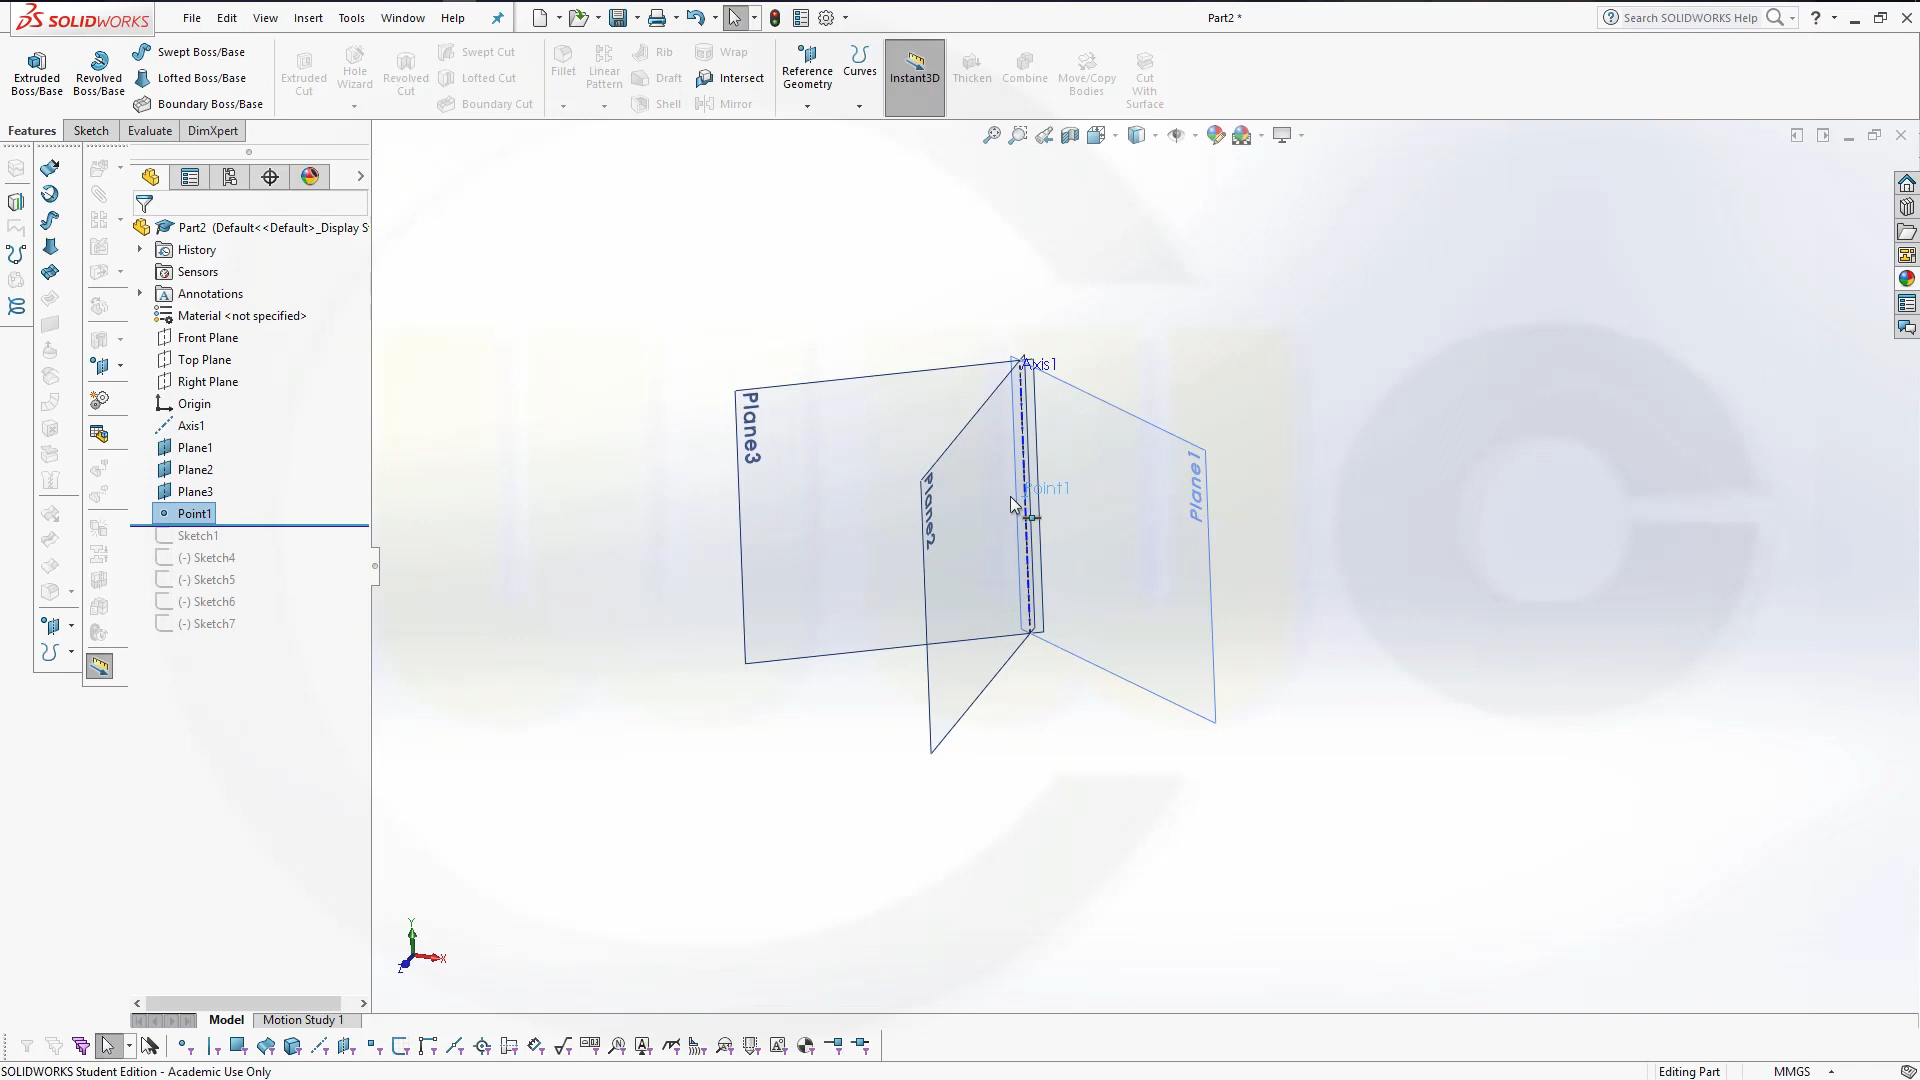 SOLIDWORKS File Edit View Insert Tools Window Help Part2 * Search SOLIDWORKS Help
Extruded Boss/Base
Revolved Boss/Base
Swept Boss/Base
Lofted Boss/Base
Boundary Boss/Base
Extruded Cut
Hole Wizard
Revolved Cut
Swept Cut
Lofted Cut
Boundary Cut
Fillet
Linear Pattern
Rib
Draft
Shell
Wrap
Intersect
Mirror
Reference Geometry
Curves
Instant3D
Thicken
Combine
Move/Copy Bodies
Cut With Surface
Features Sketch Evaluate DimXpert
Part2 (Default<<Default>_Display S
History
Sensors
Annotations
Material <not specified>
Front Plane
Top Plane
Right Plane
Origin
Axis1
Plane1
Plane2
Plane3
Point1
Sketch1
(-) Sketch4
(-) Sketch5
(-) Sketch6
(-) Sketch7
Axis1
Plane3
Plane2
Point1
Plane1
Y
X
Z
Model Motion Study 1
SOLIDWORKS Student Edition - Academic Use Only Editing Part MMGS